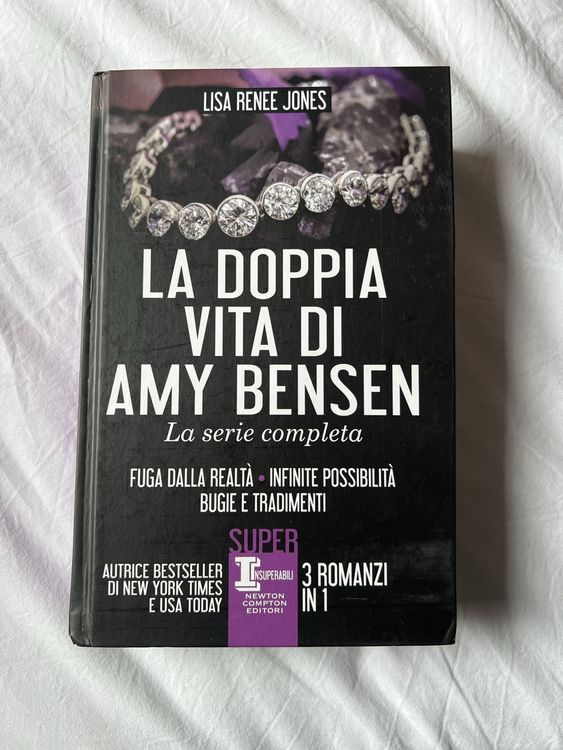 LISA RENEE JONES
LA DOPPIA
VITA DI
AMY BENSEN
La serie completa
FUGA DALLA REALTÀ • INFINITE POSSIBILITÀ
BUGIE E TRADIMENTI
AUTRICE BESTSELLER
DI NEW YORK TIMES
E USA TODAY
SUPER
INSUPERABILI
NEWTON
COMPTON
EDITORI
3 ROMANZI
IN 1